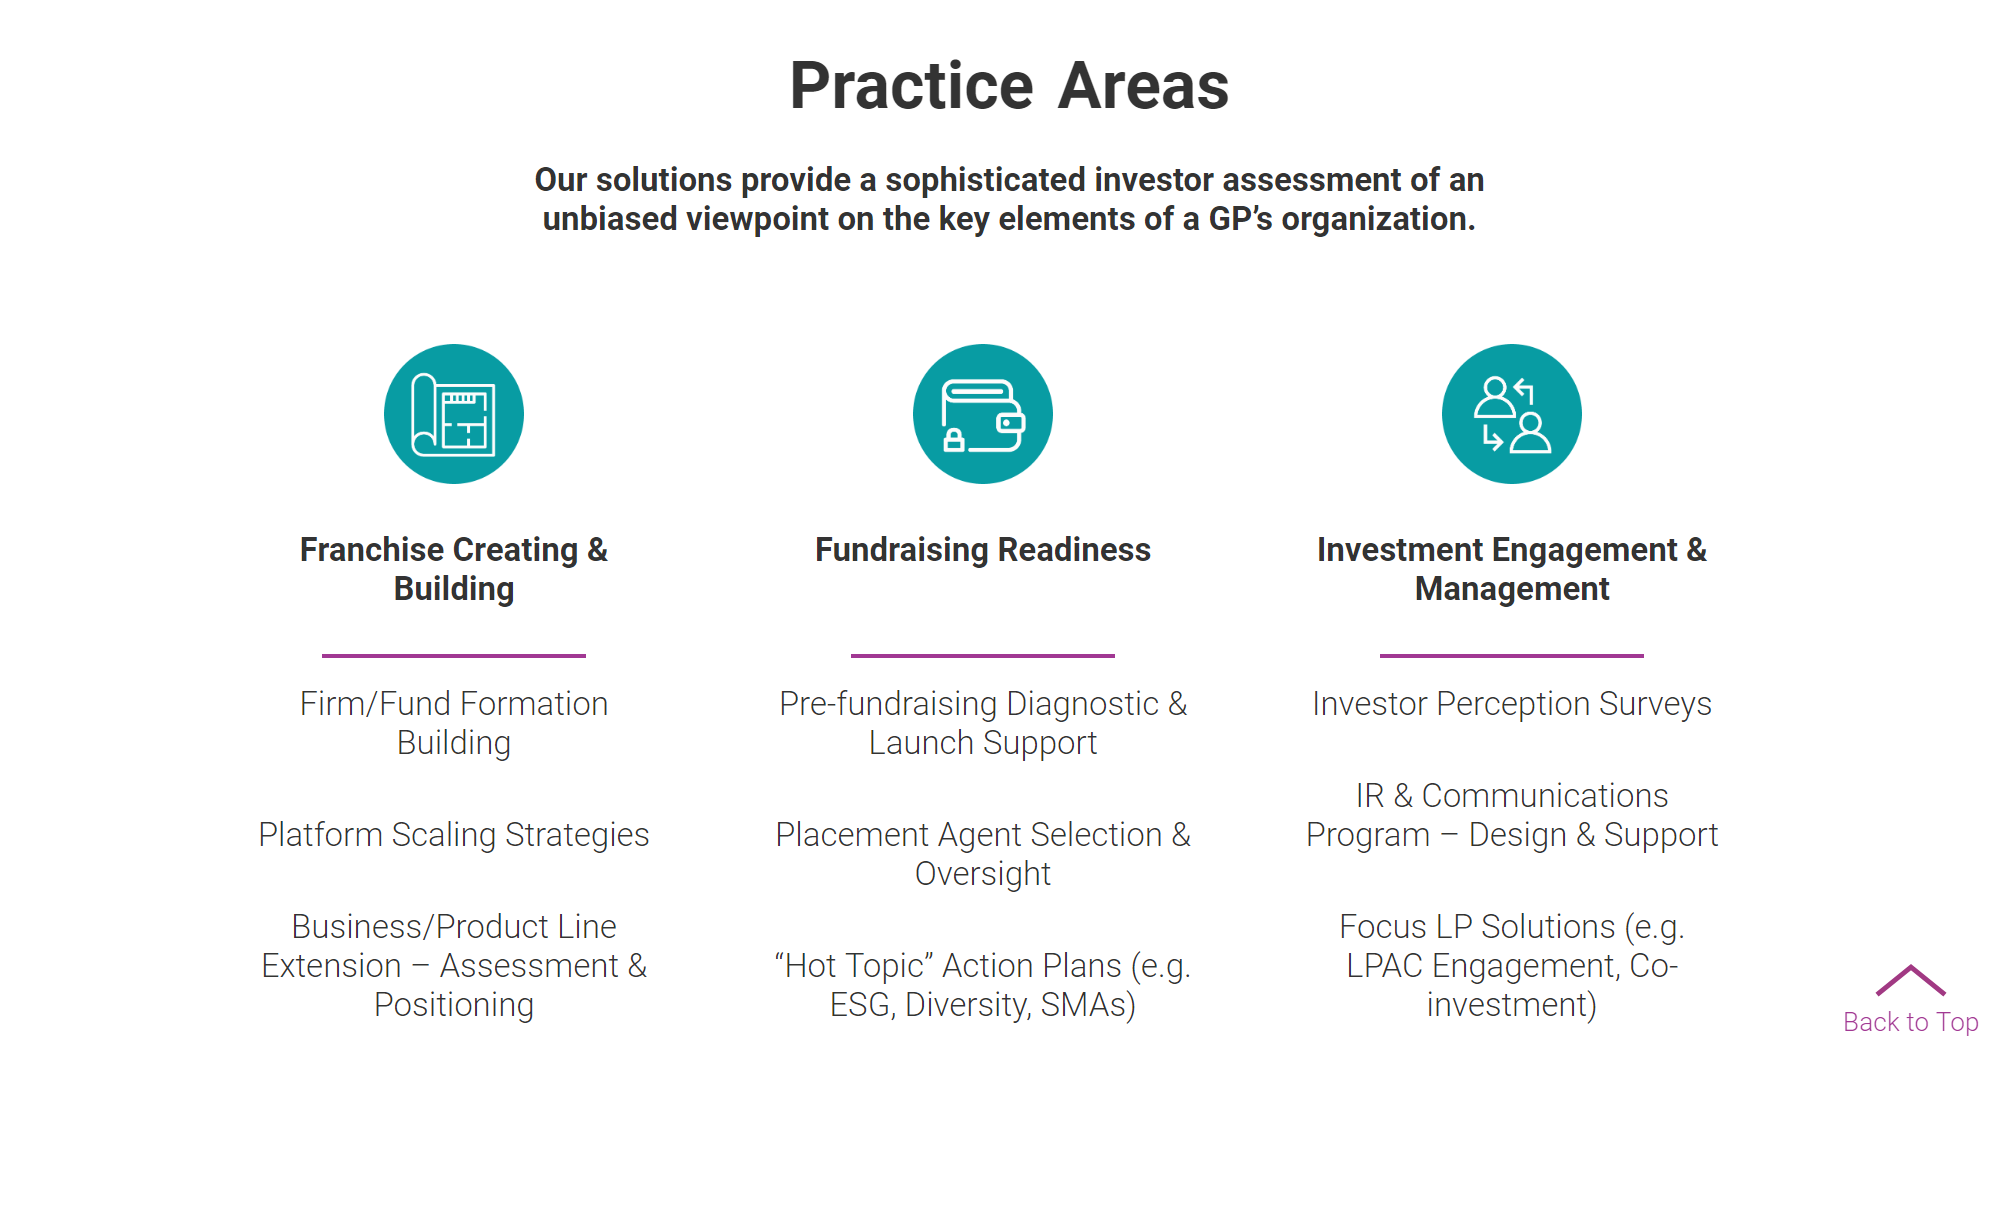 Practice Areas
Our solutions provide a sophisticated investor assessment of an
unbiased viewpoint on the key elements of a GP’s organization.
Franchise Creating &
Building
Firm/Fund Formation
Building
Platform Scaling Strategies
Business/Product Line
Extension – Assessment &
Positioning
Fundraising Readiness
Pre-fundraising Diagnostic &
Launch Support
Placement Agent Selection &
Oversight
“Hot Topic” Action Plans (e.g.
ESG, Diversity, SMAs)
Investment Engagement &
Management
Investor Perception Surveys
IR & Communications
Program – Design & Support
Focus LP Solutions (e.g.
LPAC Engagement, Co-
investment)
Back to Top